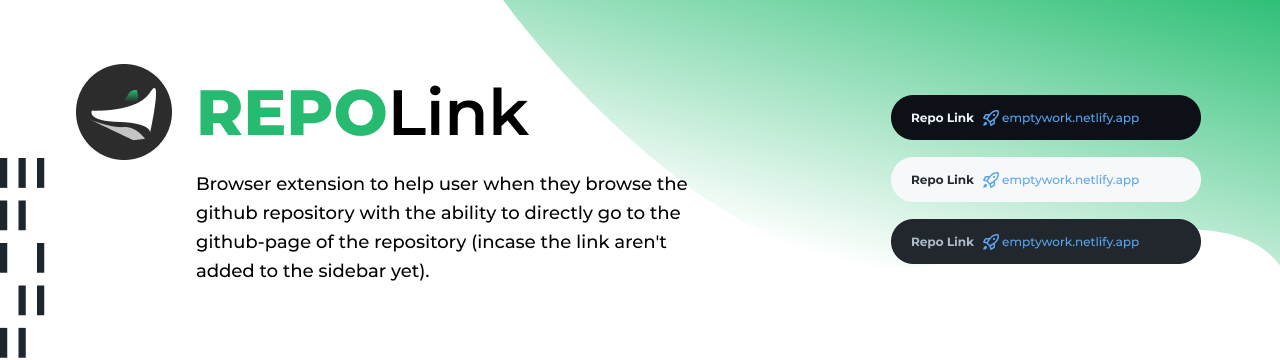 REPOLink
Browser extension to help user when they browse the
github repository with the ability to directly go to the
github-page of the repository (incase the link aren't
added to the sidebar yet).
Repo Link emptywork.netlify.app
Repo Link emptywork.netlify.app
Repo Link emptywork.netlify.app